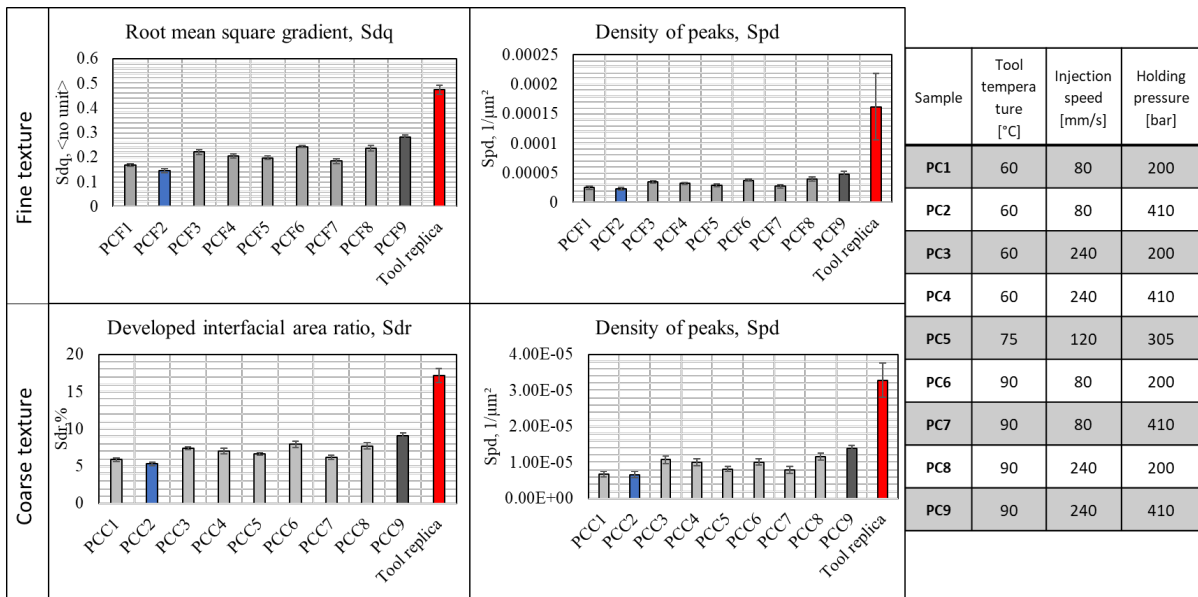 Fine texture
Root mean square gradient, Sdq
Sdq, <no unit>
0.6
0.5
0.4
0.3
0.2
0.1
0
PCF1
PCF2
PCF3
PCF4
PCF5
PCF6
PCF7
PCF8
PCF9
Tool replica
Density of peaks, Spd
Spd, 1/μm²
0.00025
0.0002
0.00015
0.0001
0.00005
0
PCF1
PCF2
PCF3
PCF4
PCF5
PCF6
PCF7
PCF8
PCF9
Tool replica
Coarse texture
Developed interfacial area ratio, Sdr
Sdr,%
20
15
10
5
0
PCC1
PCC2
PCC3
PCC4
PCC5
PCC6
PCC7
PCC8
PCC9
Tool replica
Density of peaks, Spd
Spd, 1/μm²
4.00E-05
3.00E-05
2.00E-05
1.00E-05
0.00E+00
PCC1
PCC2
PCC3
PCC4
PCC5
PCC6
PCC7
PCC8
PCC9
Tool replica
Sample
Tool
tempera
ture
[°C]
Injection
speed
[mm/s]
Holding
pressure
[bar]
PC1 60 80 200
PC2 60 80 410
PC3 60 240 200
PC4 60 240 410
PC5 75 120 305
PC6 90 80 200
PC7 90 80 410
PC8 90 240 200
PC9 90 240 410